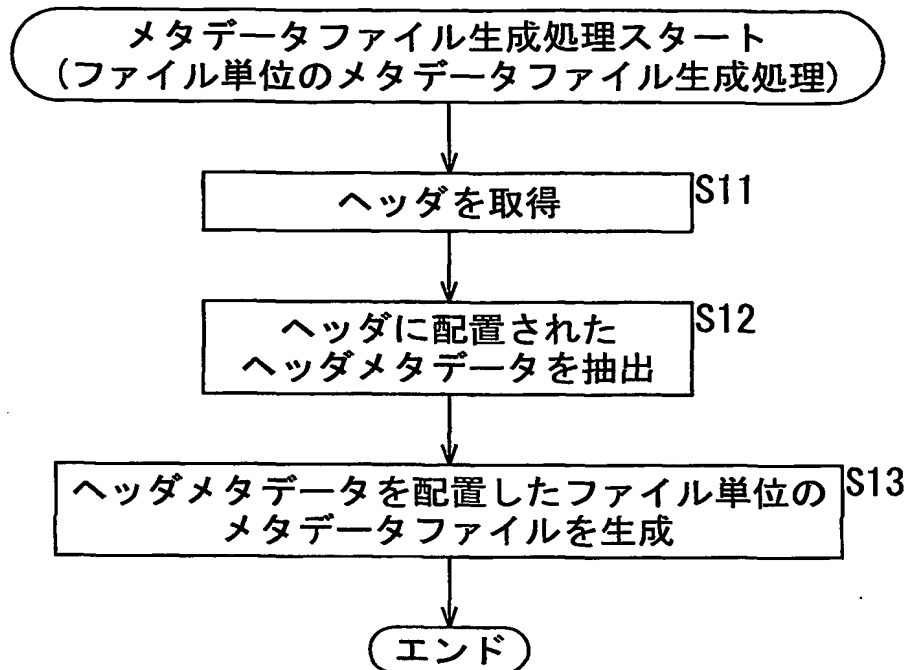 メタデータファイル生成処理スタート
(ファイル単位のメタデータファイル生成処理)
ヘッダを取得
S11
ヘッダに配置された
ヘッダメタデータを抽出
S12
ヘッダメタデータを配置したファイル単位の
メタデータファイルを生成
S13
エンド